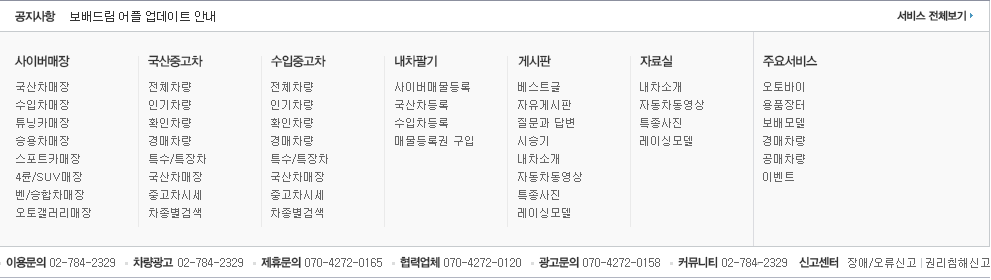 공지사항 보배드림 어플 업데이트 안내 서비스 전체보기
사이버매장
국산차매장
수입차매장
튜닝카매장
승용차매장
스포트카매장
4륜/SUV매장
벤/승합차매장
오토갤러리매장
국산중고차
전체차량
인기차량
확인차량
경매차량
특수/특장차
국산차매장
중고차시세
차종별검색
수입중고차
전체차량
인기차량
확인차량
경매차량
특수/특장차
국산차매장
중고차시세
차종별검색
내차팔기
사이버매물등록
국산차등록
수입차등록
매물등록권 구입
게시판
베스트글
자유게시판
질문과 답변
시승기
내차소개
자동차동영상
특종사진
레이싱모델
자료실
내차소개
자동차동영상
특종사진
레이싱모델
주요서비스
오토바이
용품장터
보배모델
경매차량
공매차량
이벤트
이용문의 02-784-2329 차량광고 02-784-2329 제휴문의 070-4272-0165 협력업체 070-4272-0120 광고문의 070-4272-0158 커뮤니티 02-784-2329 신고센터 장애/오류신고 | 권리침해신고